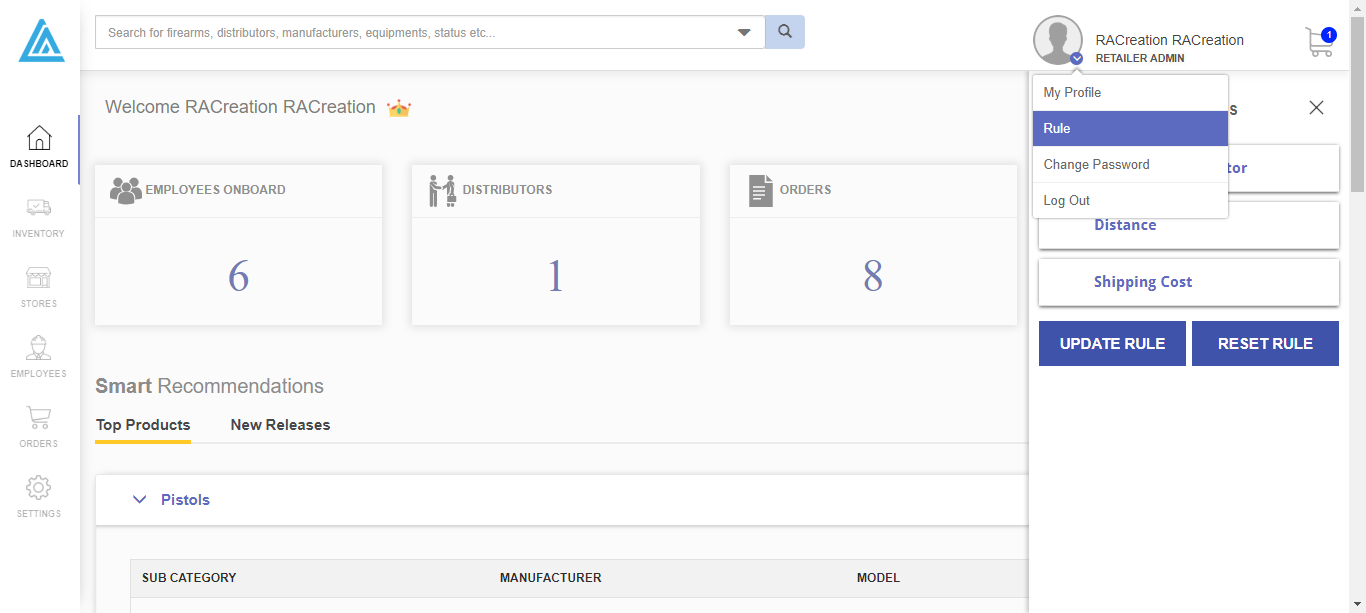 Search for firearms, distributors, manufacturers, equipments, status etc...
RACreation RACreation
RETAILER ADMIN
1
My Profile
Rule
Change Password
Log Out
DASHBOARD
INVENTORY
STORES
EMPLOYEES
ORDERS
SETTINGS
Welcome RACreation RACreation
EMPLOYEES ONBOARD
6
DISTRIBUTORS
1
ORDERS
8
Distance
Shipping Cost
UPDATE RULE
RESET RULE
Smart Recommendations
Top Products
New Releases
Pistols
SUB CATEGORY
MANUFACTURER
MODEL